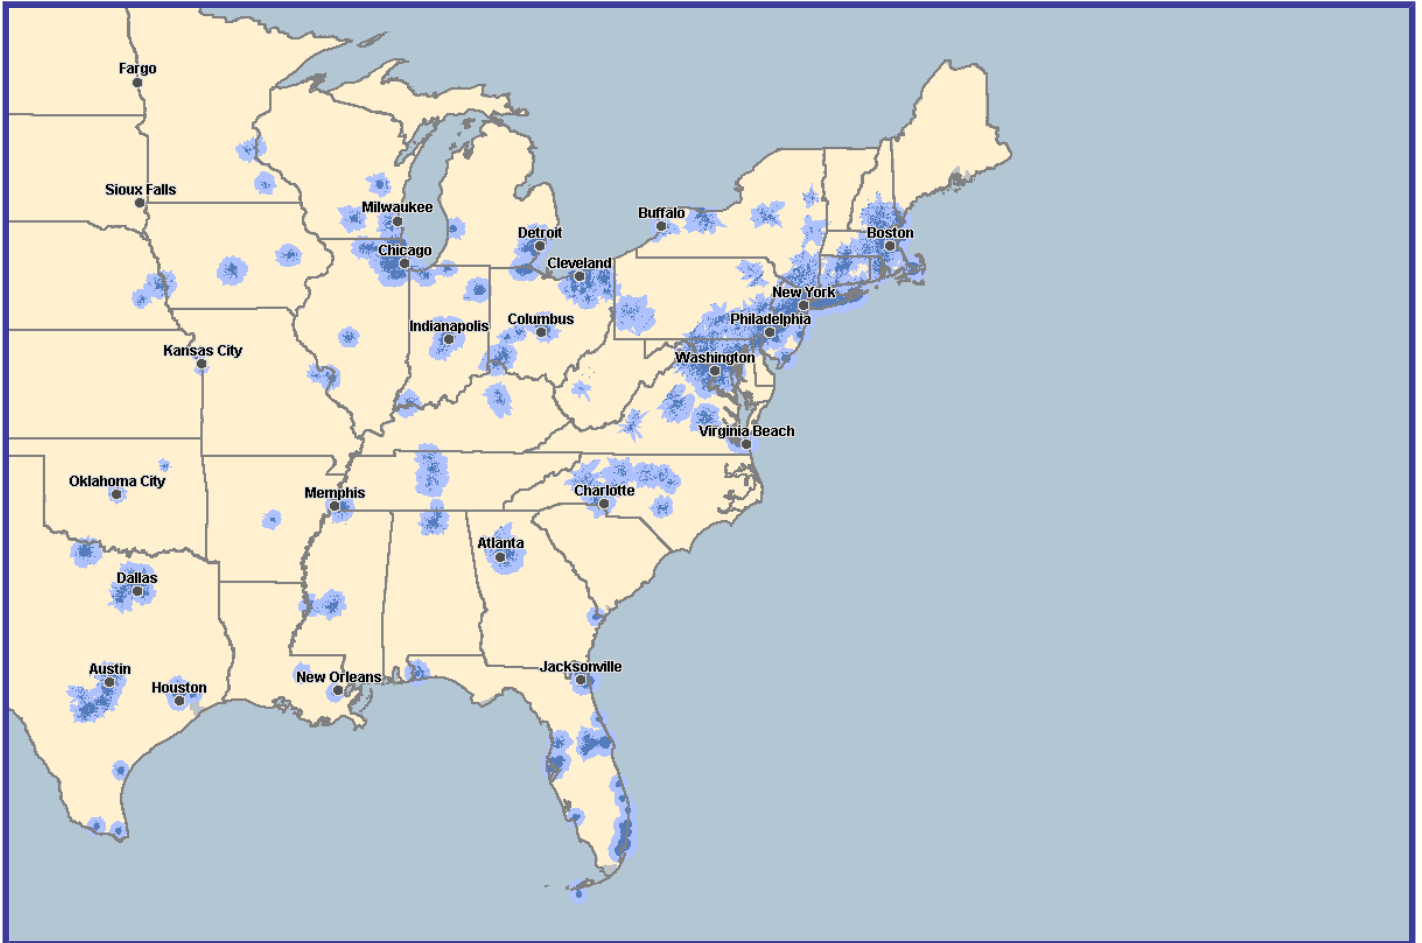 Fargo
Sioux Falls
Milwaukee
Buffalo
Detroit
Boston
Chicago
Cleveland
New York
Columbus
Philadelphia
Indianapolis
Kansas City
Washington
Virginia Beach
Oklahoma City
Memphis
Charlotte
Atlanta
Dallas
Austin
Jacksonville
New Orleans
Houston